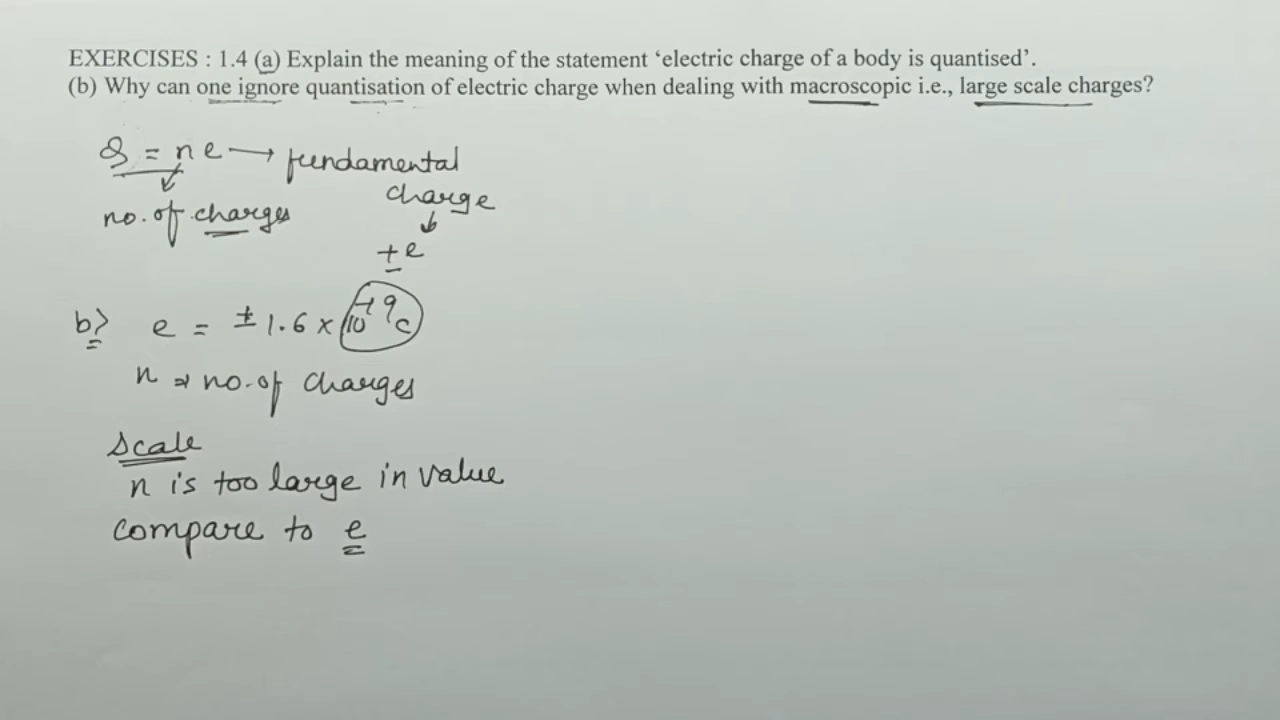 EXERCISES : 1.4 (a) Explain the meaning of the statement ‘electric charge of a body is quantised’.
(b) Why can one ignore quantisation of electric charge when dealing with macroscopic i.e., large scale charges?
Q = ne → fundamental
charge
no. of charges
+e
b) e = ± 1.6 × 10⁻¹⁹ C
n ⇒ no. of charges
Scale
n is too large in value
compare to e